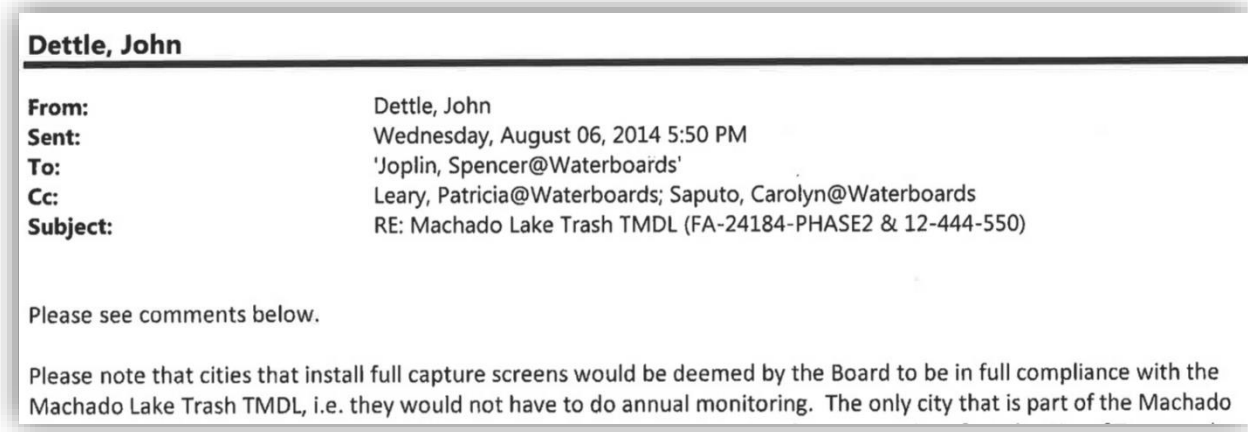 Dettle, John
From: Dettle, John
Sent: Wednesday, August 06, 2014 5:50 PM
To: 'Joplin, Spencer@Waterboards'
Cc: Leary, Patricia@Waterboards; Saputo, Carolyn@Waterboards
Subject: RE: Machado Lake Trash TMDL (FA-24184-PHASE2 & 12-444-550)
Please see comments below.
Please note that cities that install full capture screens would be deemed by the Board to be in full compliance with the
Machado Lake Trash TMDL, i.e. they would not have to do annual monitoring.  The only city that is part of the Machado